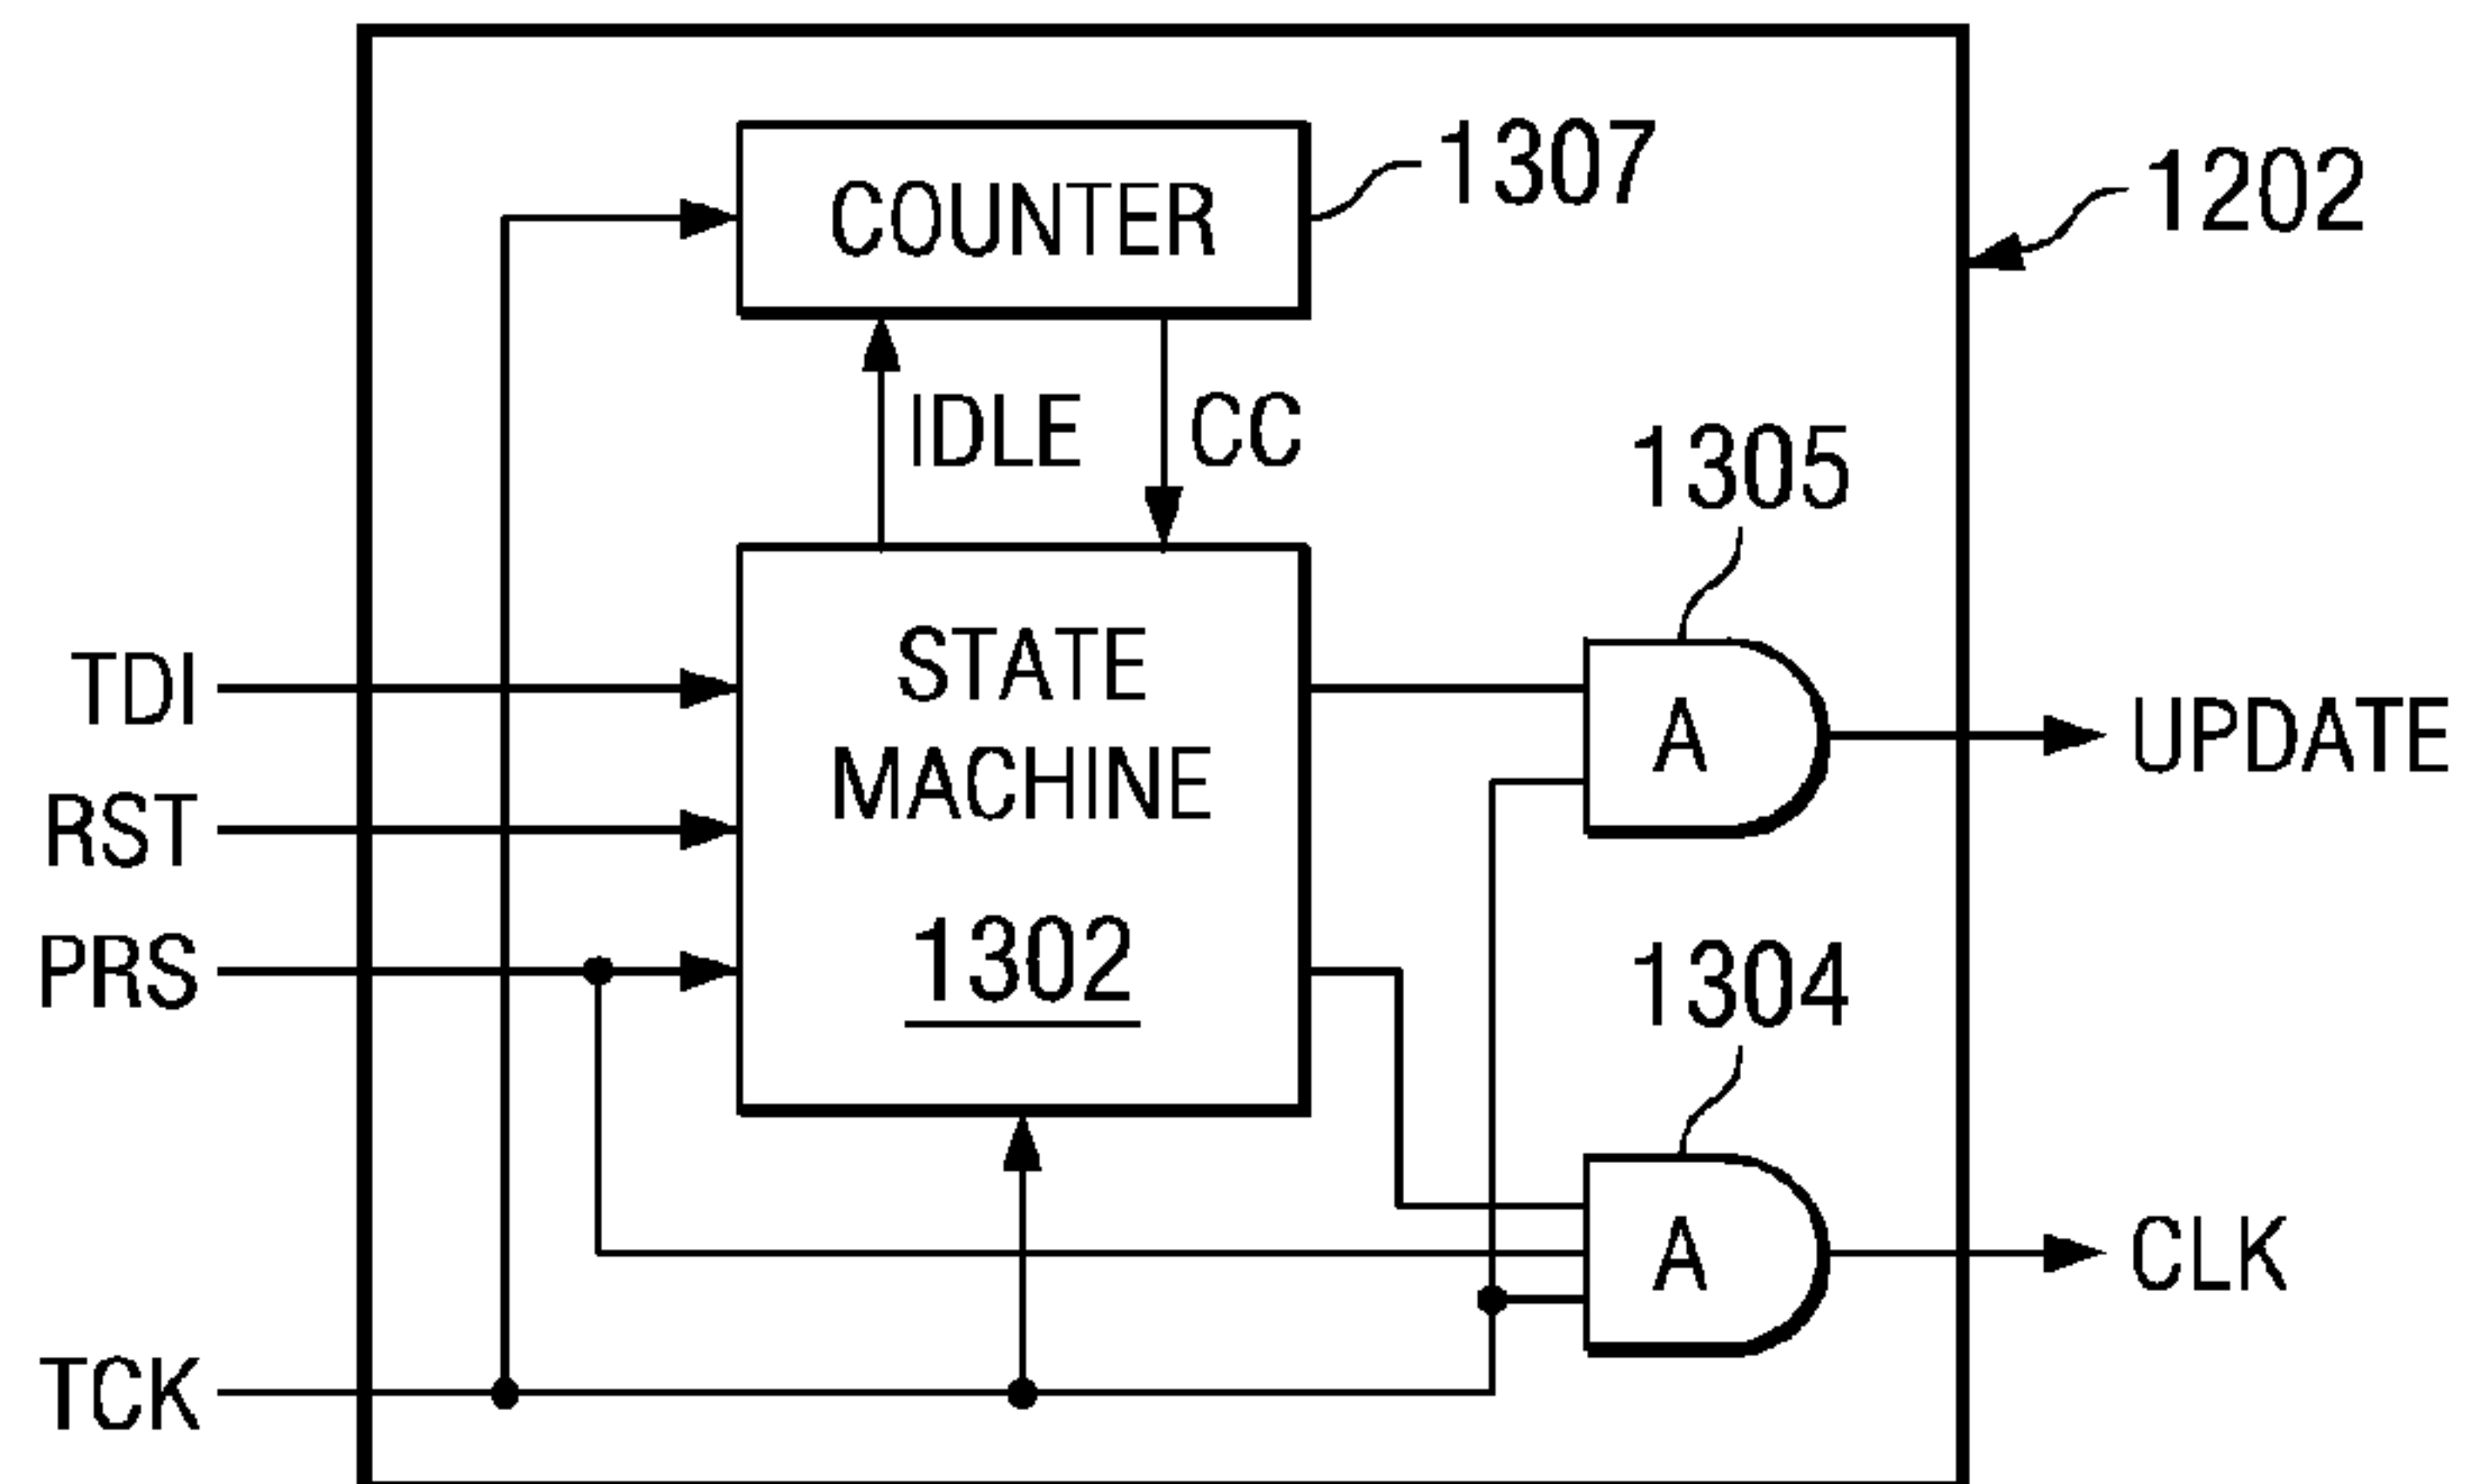 COUNTER
1307
1202
IDLE
CC
1305
TDI
STATE
MACHINE
1302
A
UPDATE
RST
PRS
1304
A
CLK
TCK